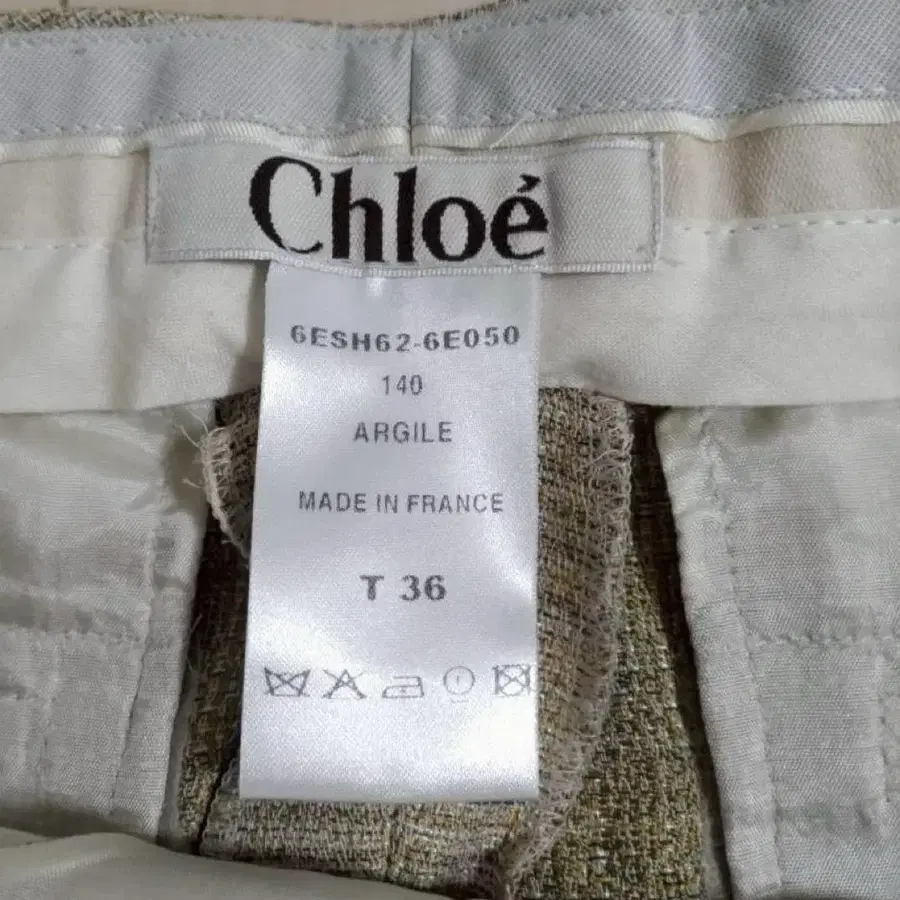 Chloé
6ESH62-6E050
140
ARGILE
MADE IN FRANCE
T 36